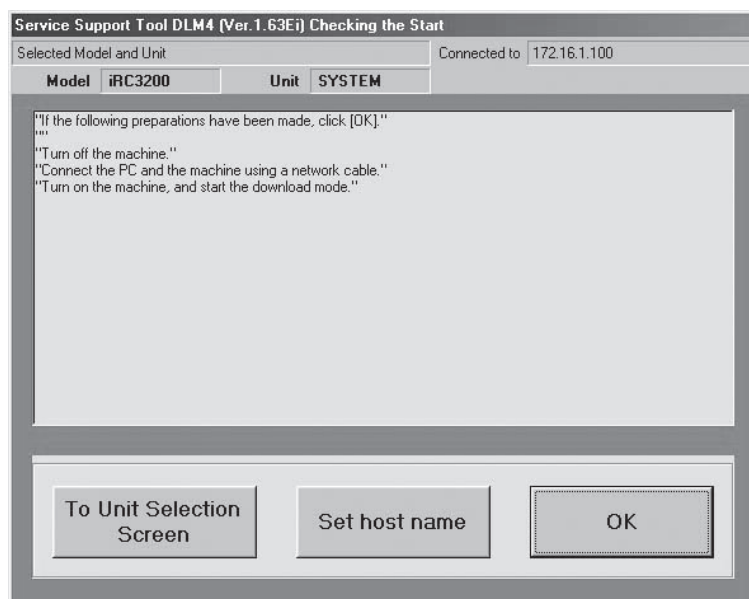 Service Support Tool DLM4 (Ver.1.63Ei) Checking the Start
Selected Model and Unit
Connected to 172.16.1.100
Model iRC3200 Unit SYSTEM
"If the following preparations have been made, click [OK]."
""
"Turn off the machine."
"Connect the PC and the machine using a network cable."
"Turn on the machine, and start the download mode."
To Unit Selection
Screen
Set host name
OK